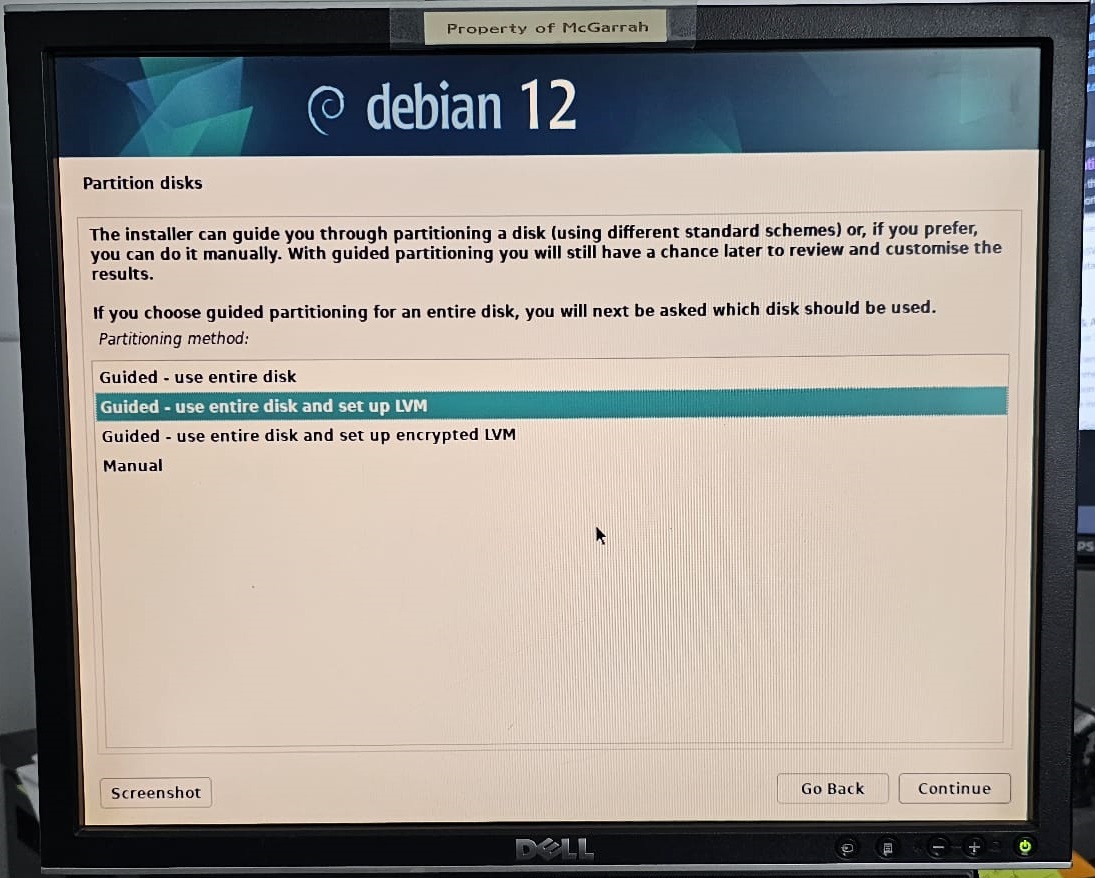 Property of McGarrah
debian 12
Partition disks
The installer can guide you through partitioning a disk (using different standard schemes) or, if you prefer,
you can do it manually. With guided partitioning you will still have a chance later to review and customise the
results.
If you choose guided partitioning for an entire disk, you will next be asked which disk should be used.
Partitioning method:
Guided - use entire disk
Guided - use entire disk and set up LVM
Guided - use entire disk and set up encrypted LVM
Manual
Screenshot
Go Back
Continue
DELL